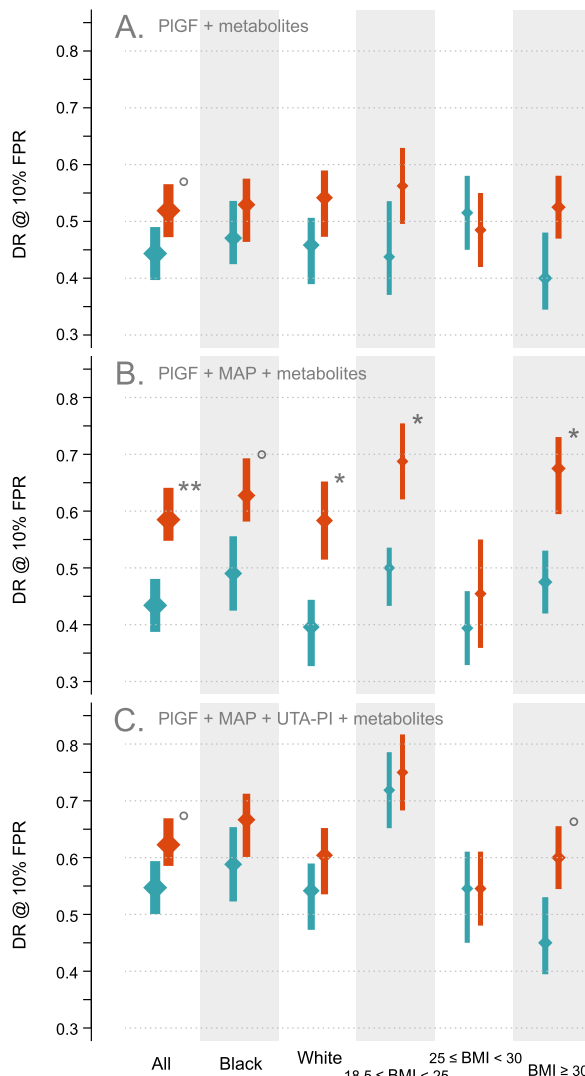 A. PlGF + metabolites
0.8
0.7
0.6
0.5
0.4
0.3
DR @ 10% FPR
B. PlGF + MAP + metabolites
0.8
0.7
** ° * * *
0.6
0.5
0.4
0.3
DR @ 10% FPR
C. PlGF + MAP + UTA-PI + metabolites
0.8
0.7
0.6
0.5
0.4
0.3
DR @ 10% FPR
All
Black
White
18.5 ≤ BMI < 25
25 ≤ BMI < 30
BMI ≥ 30